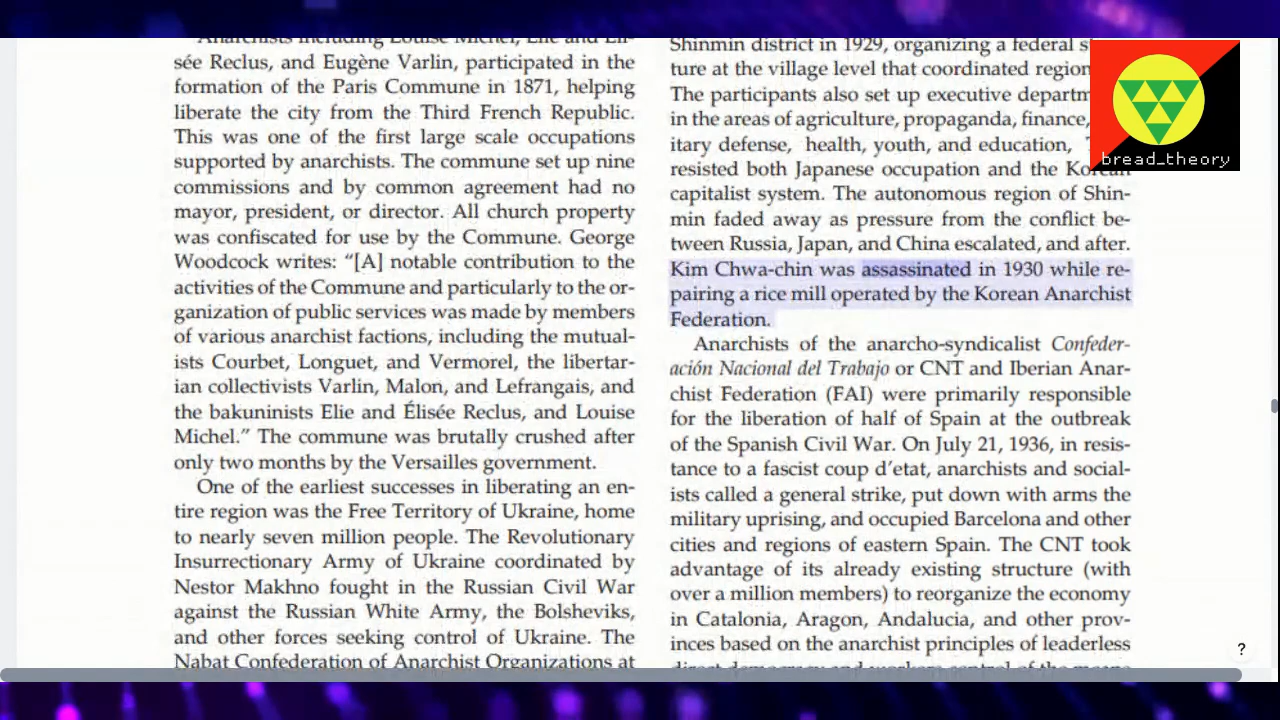 Anarchists including Louise Michel, Elie and Éli-
sée Reclus, and Eugène Varlin, participated in the
formation of the Paris Commune in 1871, helping
liberate the city from the Third French Republic.
This was one of the first large scale occupations
supported by anarchists. The commune set up nine
commissions and by common agreement had no
mayor, president, or director. All church property
was confiscated for use by the Commune. George
Woodcock writes: “[A] notable contribution to the
activities of the Commune and particularly to the or-
ganization of public services was made by members
of various anarchist factions, including the mutual-
ists Courbet, Longuet, and Vermorel, the libertar-
ian collectivists Varlin, Malon, and Lefrangais, and
the bakuninists Elie and Élisée Reclus, and Louise
Michel.” The commune was brutally crushed after
only two months by the Versailles government.
One of the earliest successes in liberating an en-
tire region was the Free Territory of Ukraine, home
to nearly seven million people. The Revolutionary
Insurrectionary Army of Ukraine coordinated by
Nestor Makhno fought in the Russian Civil War
against the Russian White Army, the Bolsheviks,
and other forces seeking control of Ukraine. The
Nabat Confederation of Anarchist Organizations at
Shinmin district in 1929, organizing a federal
ture at the village level that coordinated
The participants also set up executive
in the areas of agriculture, propaganda, finance,
itary defense, health, youth, and education,
resisted both Japanese occupation and the Korean
capitalist system. The autonomous region of Shin-
min faded away as pressure from the conflict be-
tween Russia, Japan, and China escalated, and after.
Kim Chwa-chin was assassinated in 1930 while re-
pairing a rice mill operated by the Korean Anarchist
Federation.
Anarchists of the anarcho-syndicalist Confeder-
ación Nacional del Trabajo or CNT and Iberian Anar-
chist Federation (FAI) were primarily responsible
for the liberation of half of Spain at the outbreak
of the Spanish Civil War. On July 21, 1936, in resis-
tance to a fascist coup d’etat, anarchists and social-
ists called a general strike, put down with arms the
military uprising, and occupied Barcelona and other
cities and regions of eastern Spain. The CNT took
advantage of its already existing structure (with
over a million members) to reorganize the economy
in Catalonia, Aragon, Andalucia, and other prov-
inces based on the anarchist principles of leaderless
direct democracy and workers control of the means
bread_theory
?